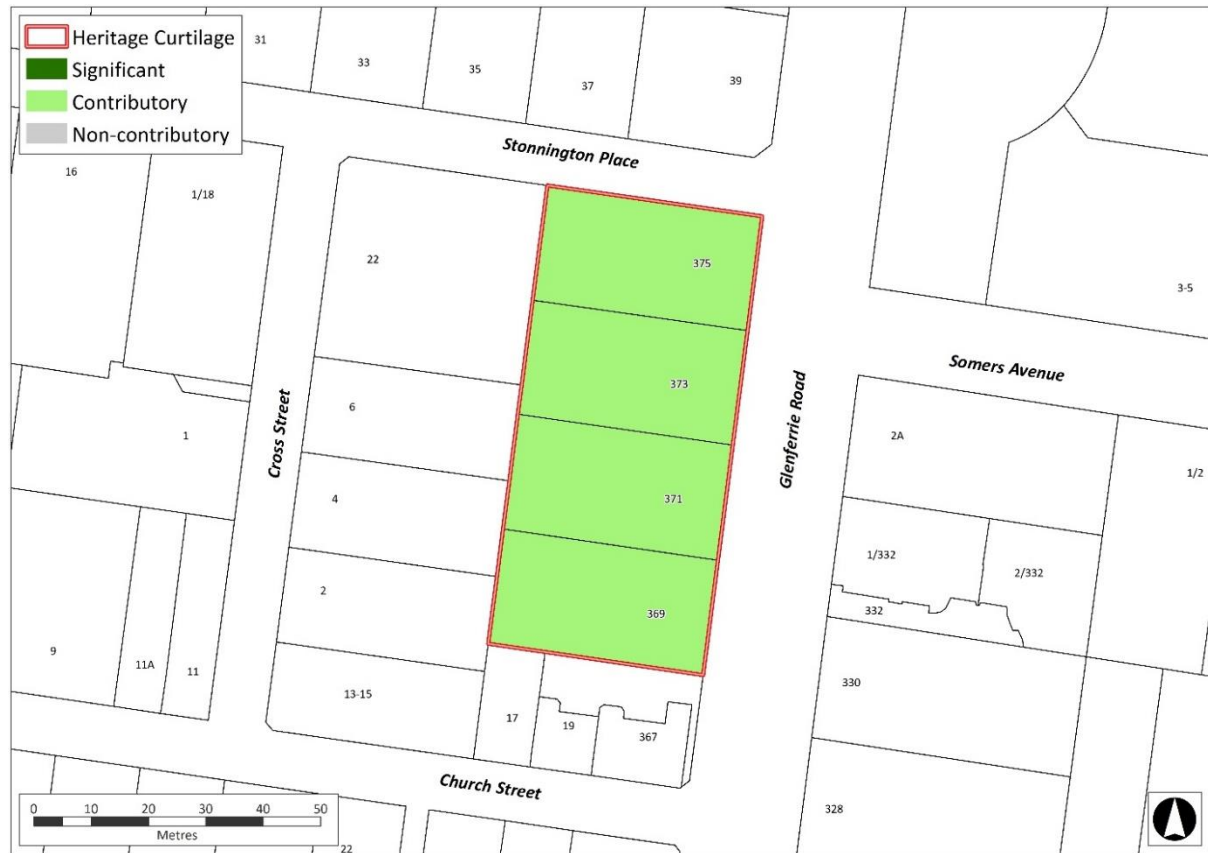 Heritage Curtilage
Significant
Contributory
Non-contributory
31
33
35
37
39
Stonnington Place
16
1/18
22
375
3-5
Somers Avenue
373
6
Cross Street
Glenferrie Road
2A
1
1/2
4
371
1/332
2/332
2
332
369
9
11A
11
13-15
17
19
367
330
Church Street
328
0 10 20 30 40 50
Metres
22